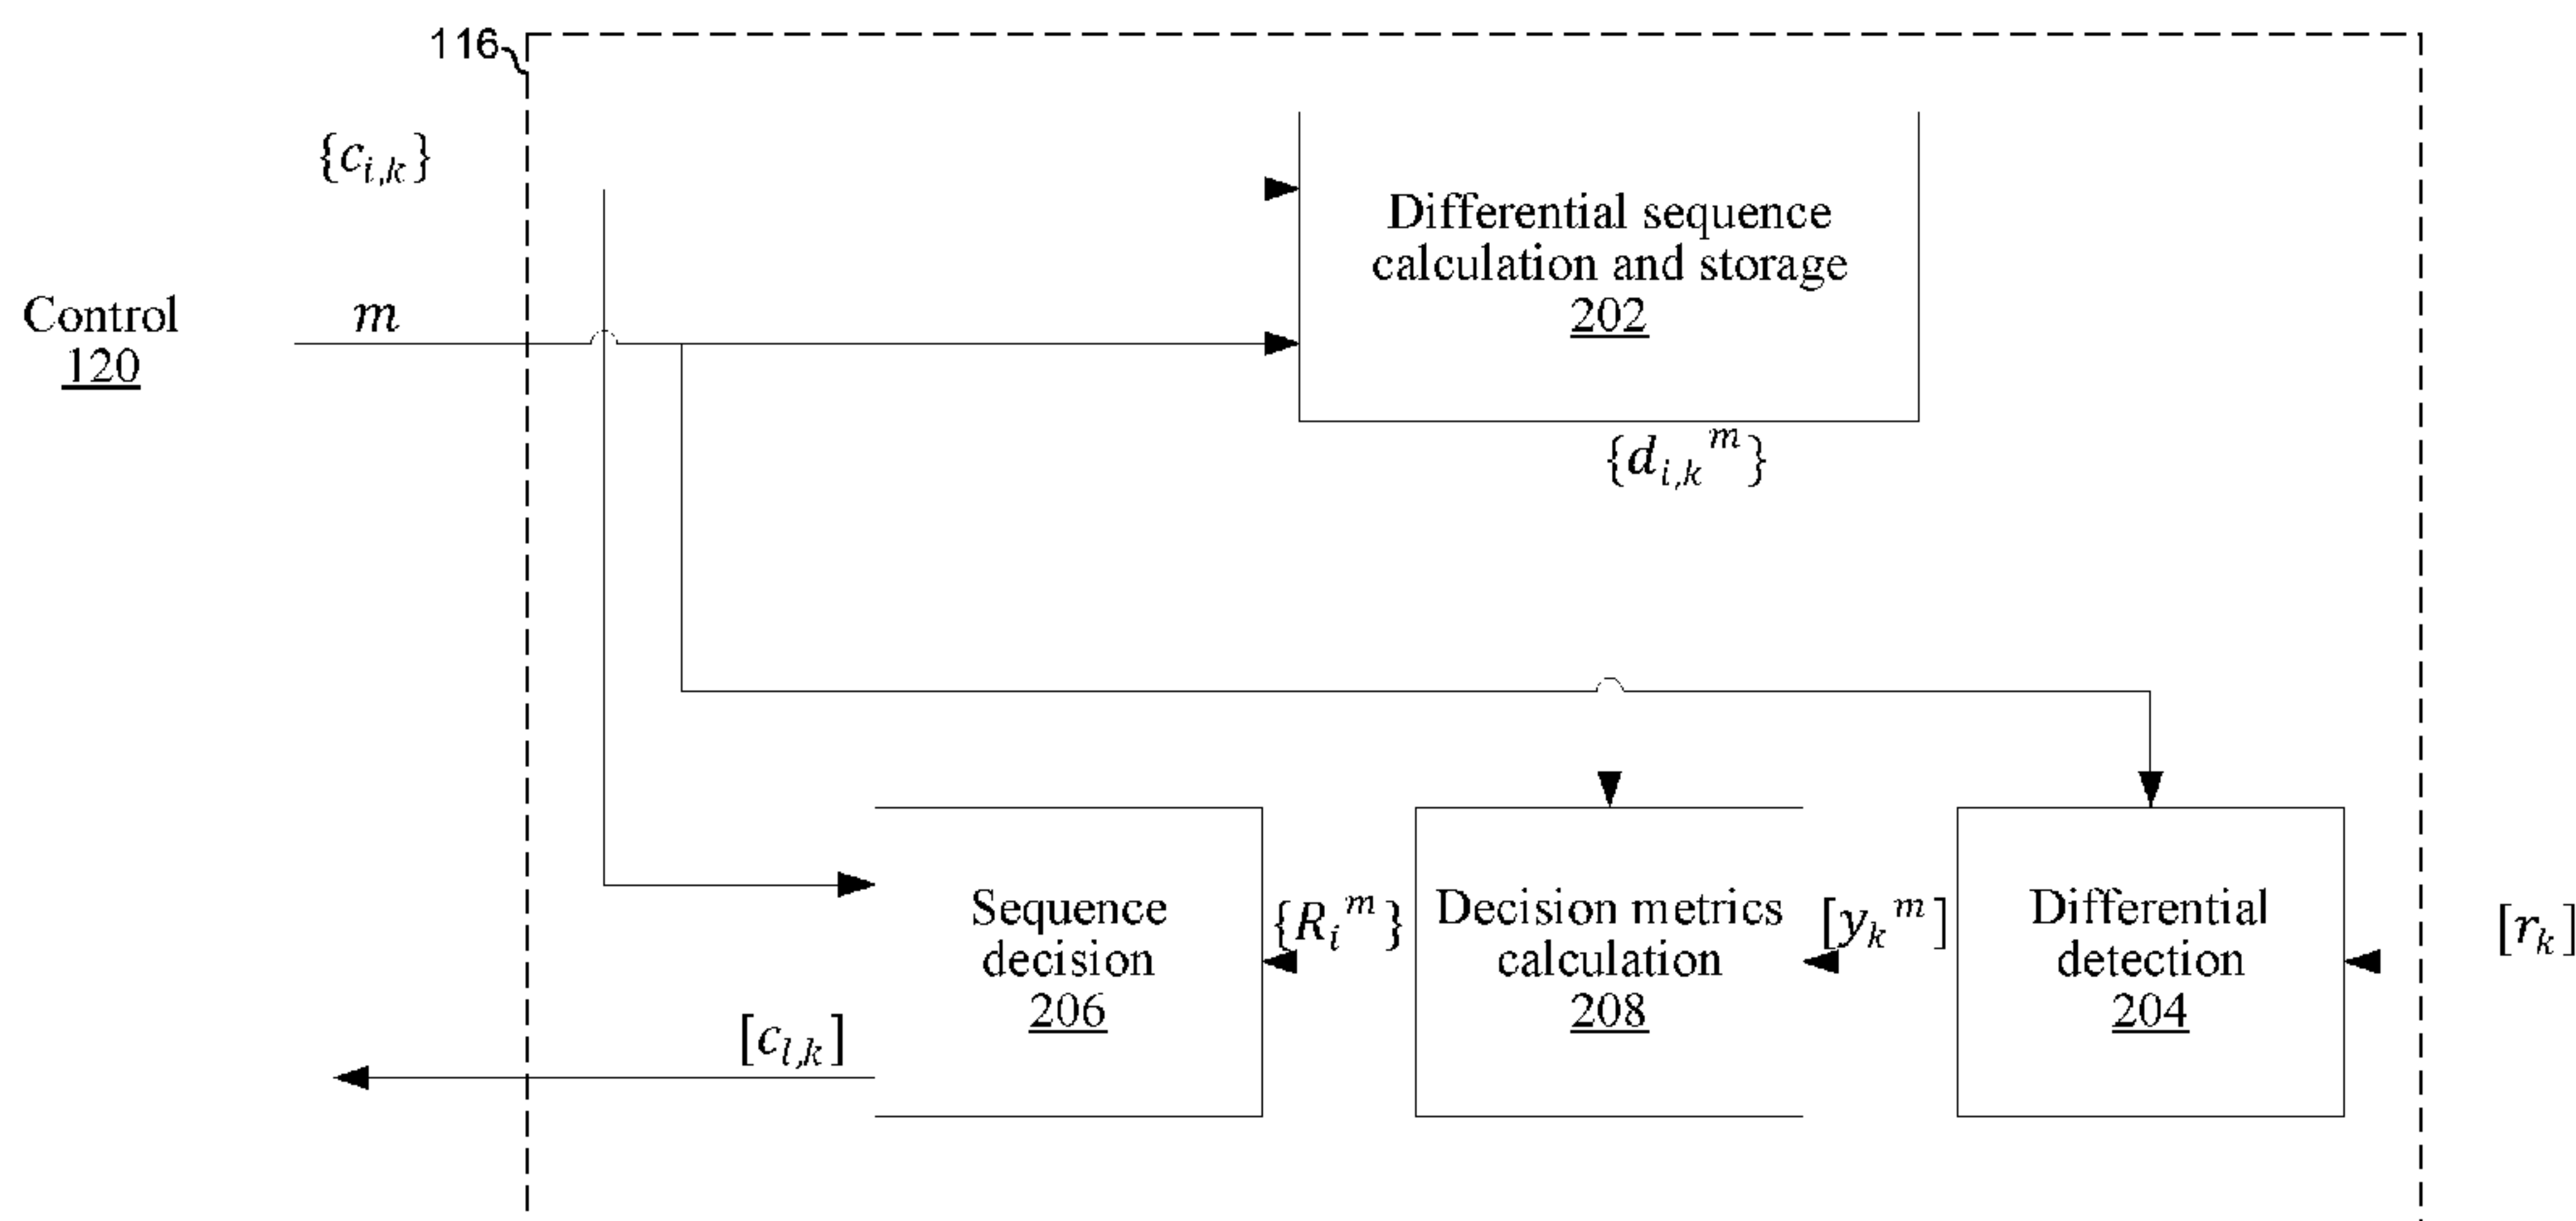 116
{c_{i,k}}
Differential sequence
calculation and storage
202
Control
120
m
{d_{i,k}^m}
Sequence
decision
206
{R_i^m}
Decision metrics
calculation
208
[y_k^m]
Differential
detection
204
[r_k]
[c_{l,k}]